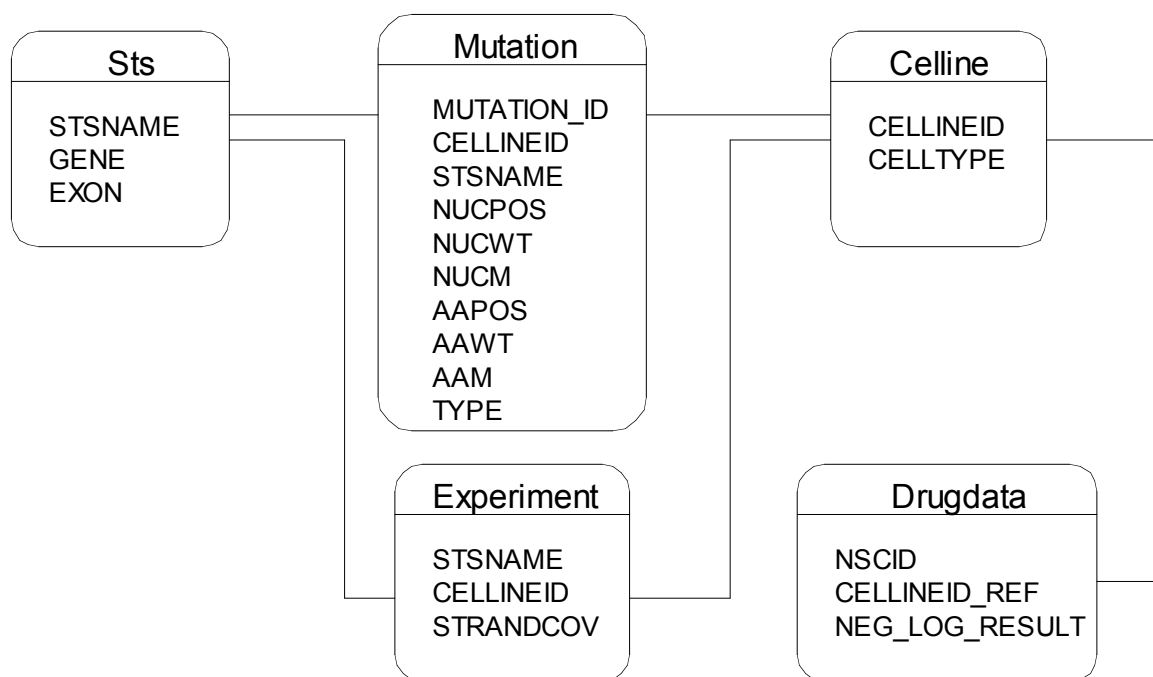 Sts
STSNAME
GENE
EXON
Mutation
MUTATION_ID
CELLINEID
STSNAME
NUCPOS
NUCWT
NUCM
AAPOS
AAWT
AAM
TYPE
Celline
CELLINEID
CELLTYPE
Experiment
STSNAME
CELLINEID
STRANDCOV
Drugdata
NSCID
CELLINEID_REF
NEG_LOG_RESULT